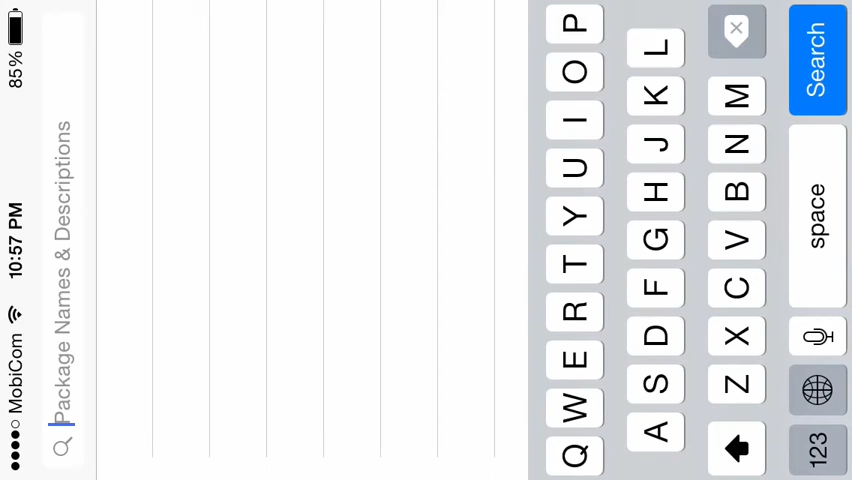 MobiCom 10:57 PM 85%
Package Names & Descriptions
Q W E R T Y U I O P
A S D F G H J K L
Z X C V B N M
123 space Search